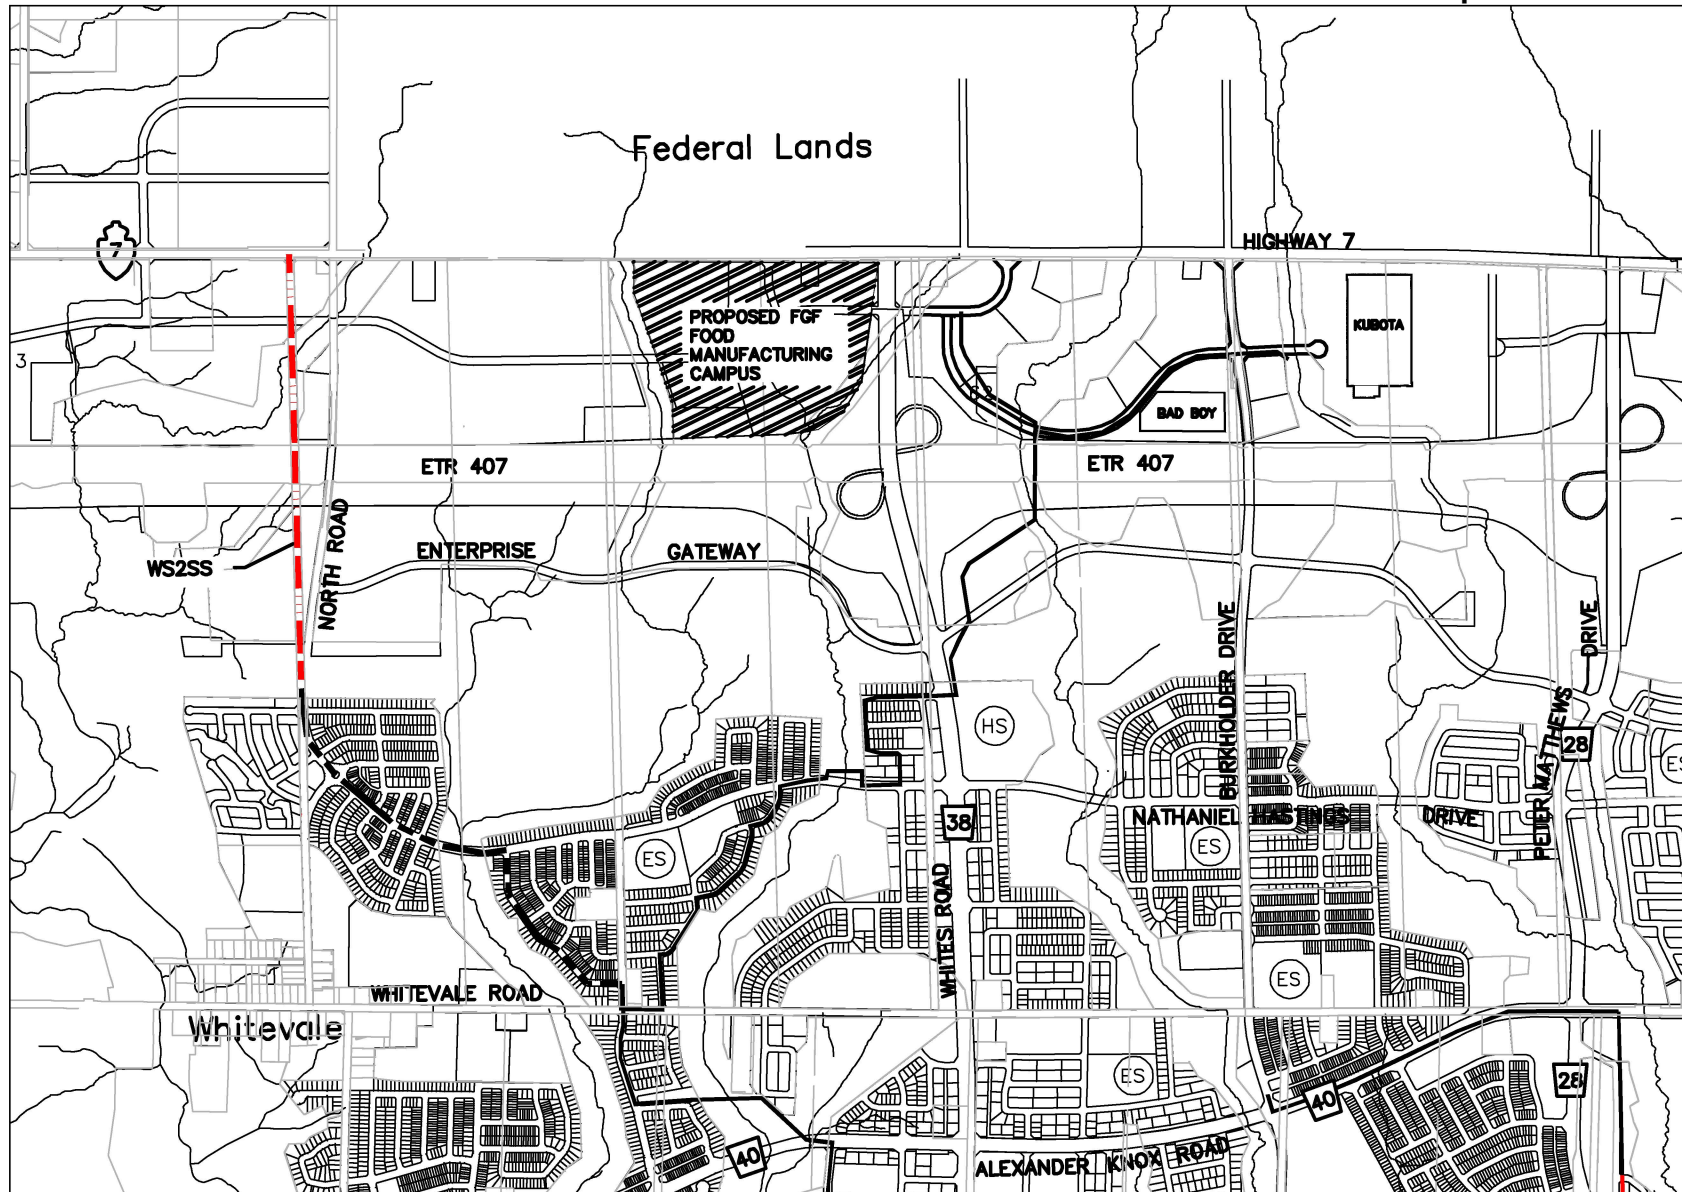 Federal Lands
7
HIGHWAY 7
PROPOSED FGF
FOOD
MANUFACTURING
CAMPUS
KUBOTA
3
BAD BOY
ETR 407
ETR 407
NORTH ROAD
ENTERPRISE
GATEWAY
WS2SS
BURKHOLDER DRIVE
DRIVE
PETER MATTHEWS
HS
28
ES
38
NATHANIEL HASTINGS
DRIVE
ES
ES
WHITES ROAD
ES
WHITEVALE ROAD
Whitevale
ES
28
40
40
ALEXANDER KNOX ROAD